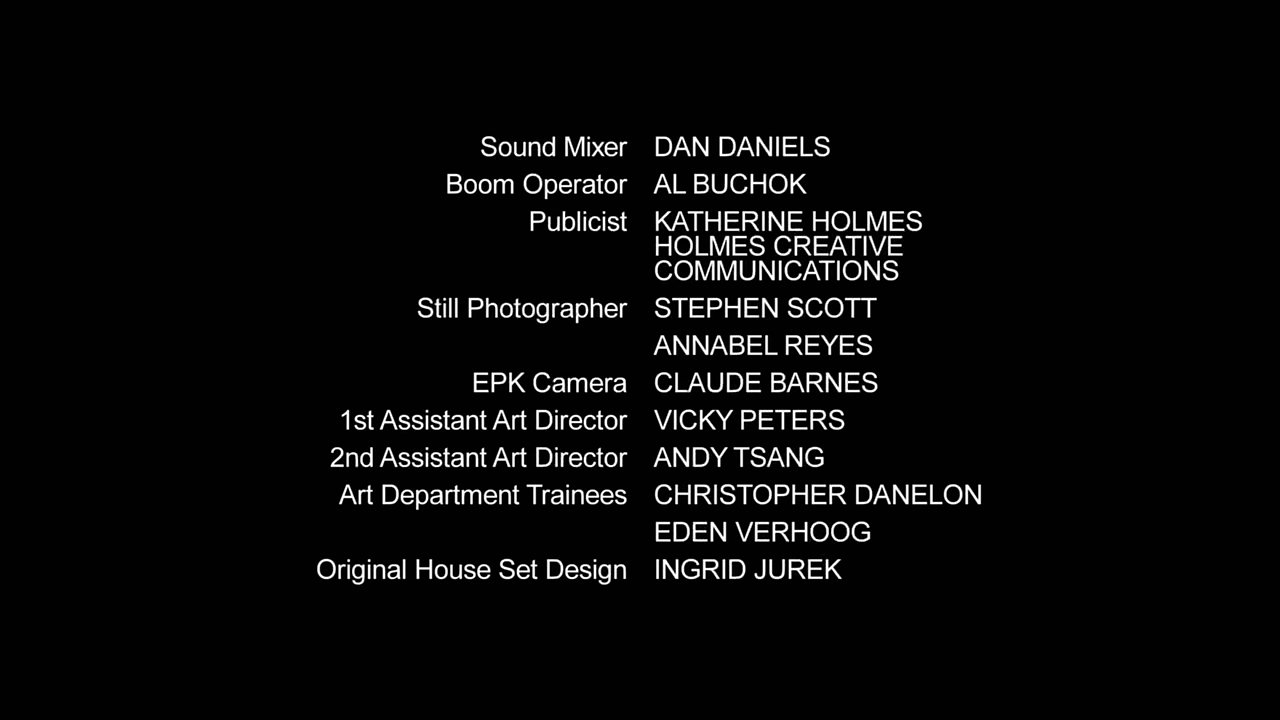 Sound Mixer DAN DANIELS
Boom Operator AL BUCHOK
Publicist KATHERINE HOLMES
HOLMES CREATIVE
COMMUNICATIONS
Still Photographer STEPHEN SCOTT
ANNABEL REYES
EPK Camera CLAUDE BARNES
1st Assistant Art Director VICKY PETERS
2nd Assistant Art Director ANDY TSANG
Art Department Trainees CHRISTOPHER DANELON
EDEN VERHOOG
Original House Set Design INGRID JUREK